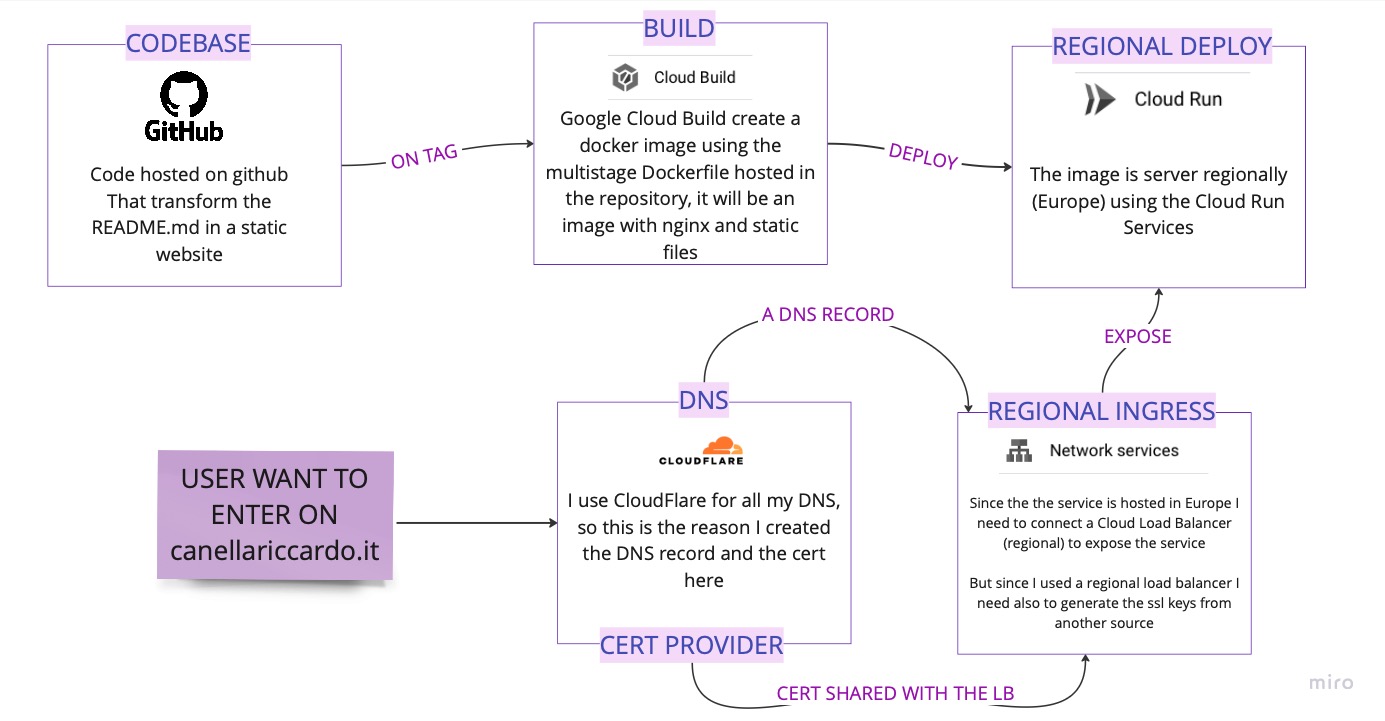 CODEBASE
GitHub
Code hosted on github
That transform the
README.md in a static
website
ON TAG
BUILD
Cloud Build
Google Cloud Build create a
docker image using the
multistage Dockerfile hosted in
the repository, it will be an
image with nginx and static
files
DEPLOY
REGIONAL DEPLOY
Cloud Run
The image is server regionally
(Europe) using the Cloud Run
Services
A DNS RECORD
EXPOSE
USER WANT TO
ENTER ON
canellariccardo.it
DNS
CLOUDFLARE
I use CloudFlare for all my DNS,
so this is the reason I created
the DNS record and the cert
here
CERT PROVIDER
REGIONAL INGRESS
Network services
Since the the service is hosted in Europe I
need to connect a Cloud Load Balancer
(regional) to expose the service
But since I used a regional load balancer I
need also to generate the ssl keys from
another source
CERT SHARED WITH THE LB
miro